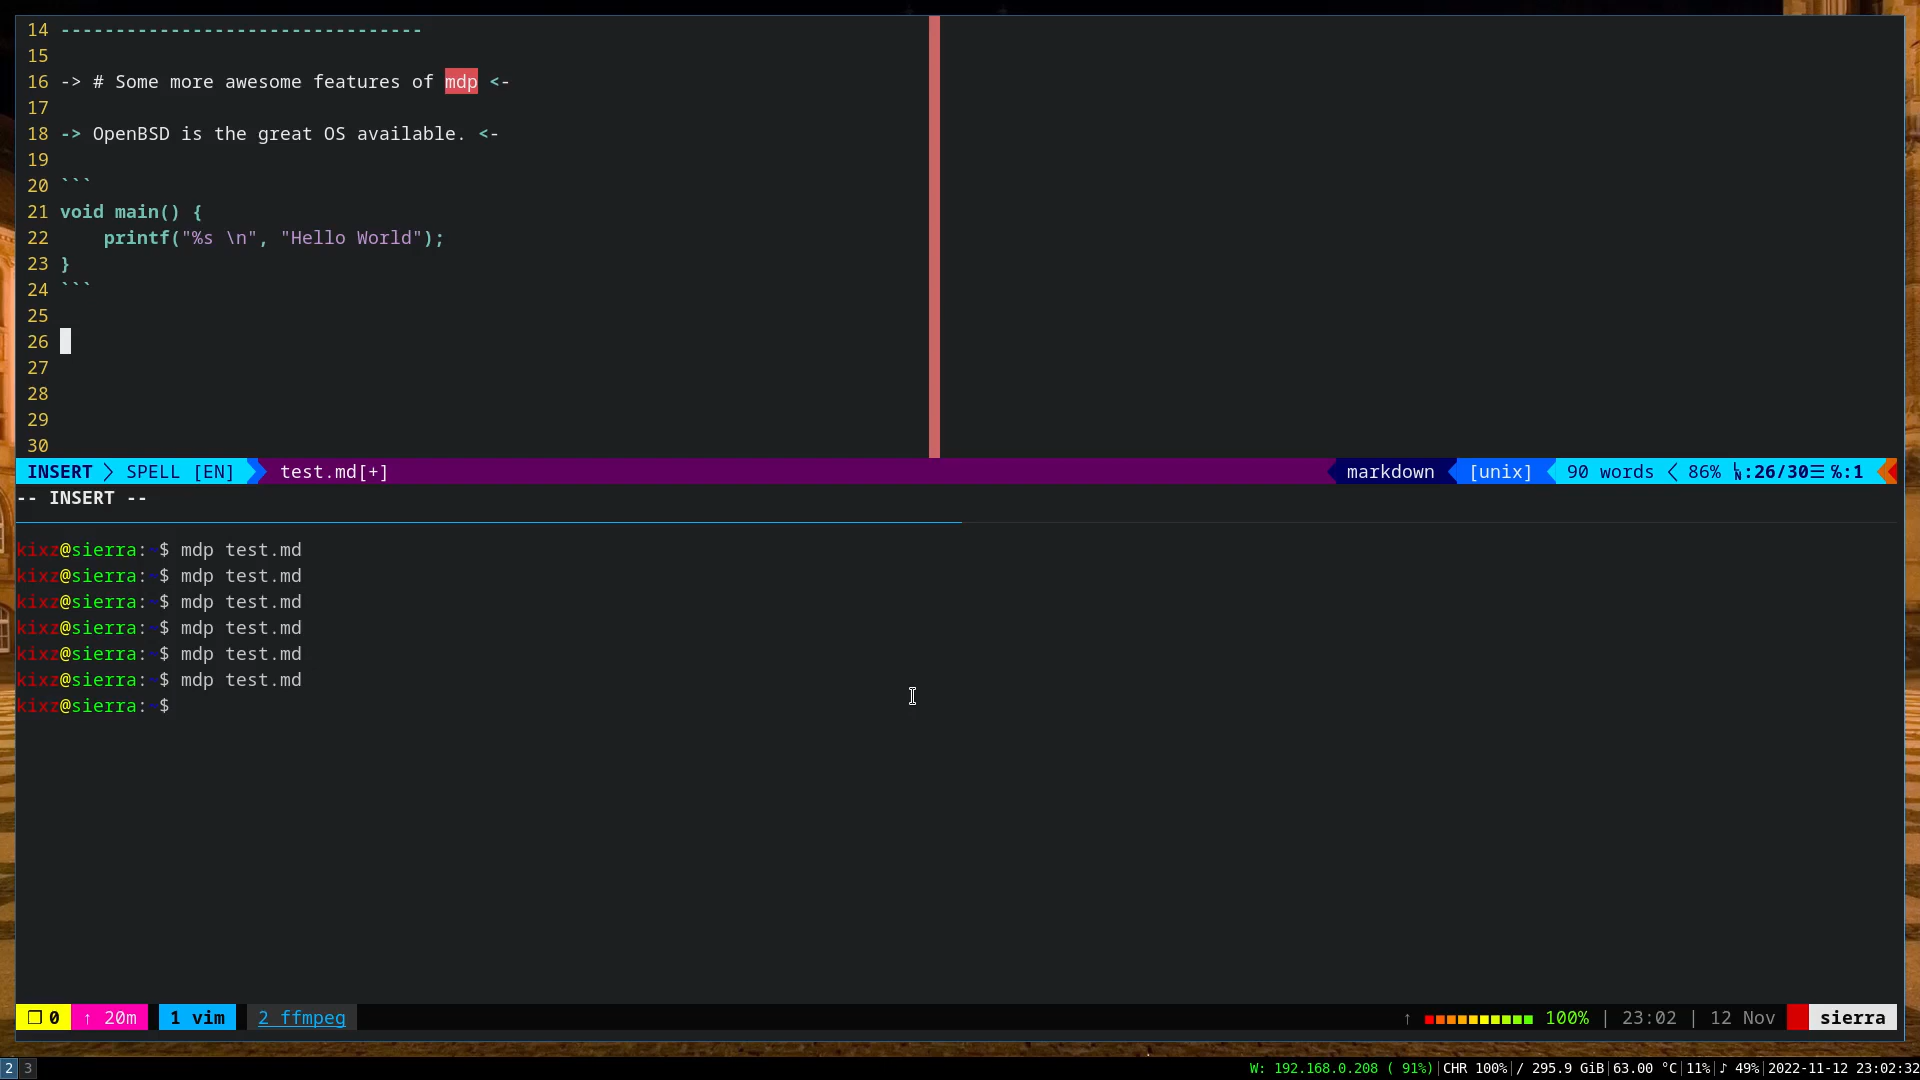 14 ---------------------------------
15
16 -> # Some more awesome features of mdp <-
17
18 -> OpenBSD is the great OS available. <-
19
20 ```
21 void main() {
22     printf("%s \n", "Hello World");
23 }
24 ```
25
26
27
28
29
30
INSERT SPELL [EN] test.md[+] markdown [unix] 90 words 86% :26/30☰ %:1
-- INSERT --
kixz@sierra:~$ mdp test.md
kixz@sierra:~$ mdp test.md
kixz@sierra:~$ mdp test.md
kixz@sierra:~$ mdp test.md
kixz@sierra:~$ mdp test.md
kixz@sierra:~$ mdp test.md
kixz@sierra:~$
❐ 0 ↑ 20m 1 vim 2 ffmpeg ↑ 100% | 23:02 | 12 Nov sierra
2 3 W: 192.168.0.208 ( 91%)|CHR 100%|/ 295.9 GiB|63.00 °C|11%|♪ 49%|2022-11-12 23:02:32